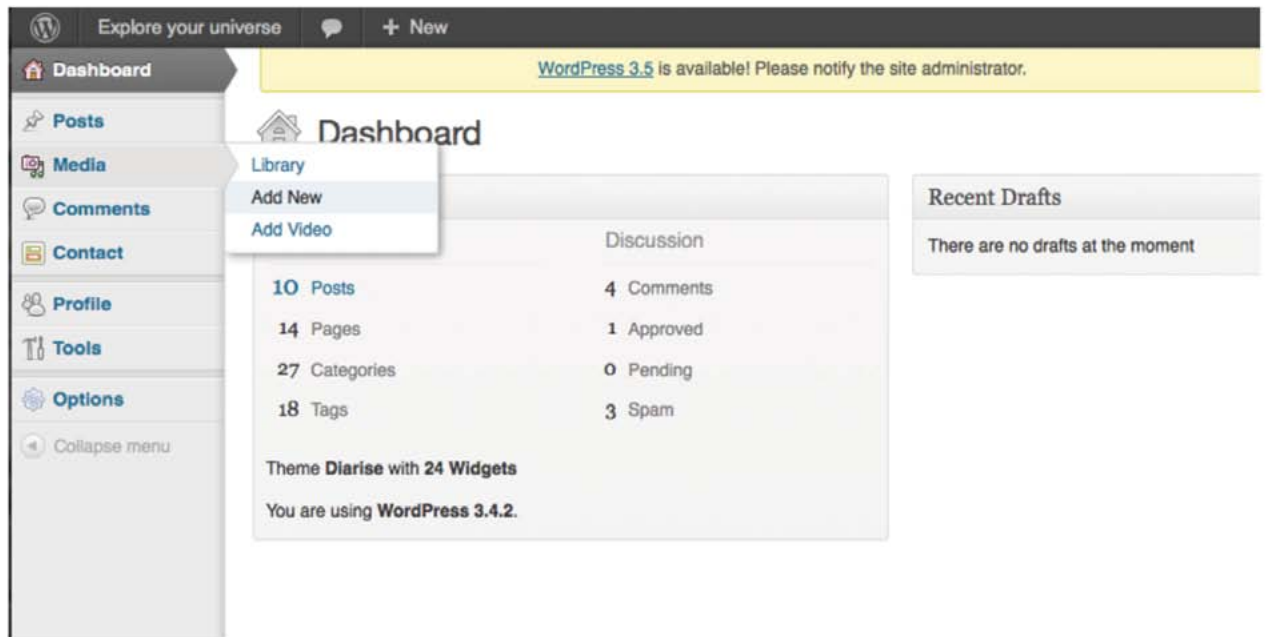 Explore your universe + New
WordPress 3.5 is available! Please notify the site administrator.
Dashboard
Posts
Media
Comments
Contact
Profile
Tools
Options
Collapse menu
Dashboard
Library
Add New
Add Video
Discussion
10 Posts
4 Comments
14 Pages
1 Approved
27 Categories
0 Pending
18 Tags
3 Spam
Theme Diarise with 24 Widgets
You are using WordPress 3.4.2.
Recent Drafts
There are no drafts at the moment